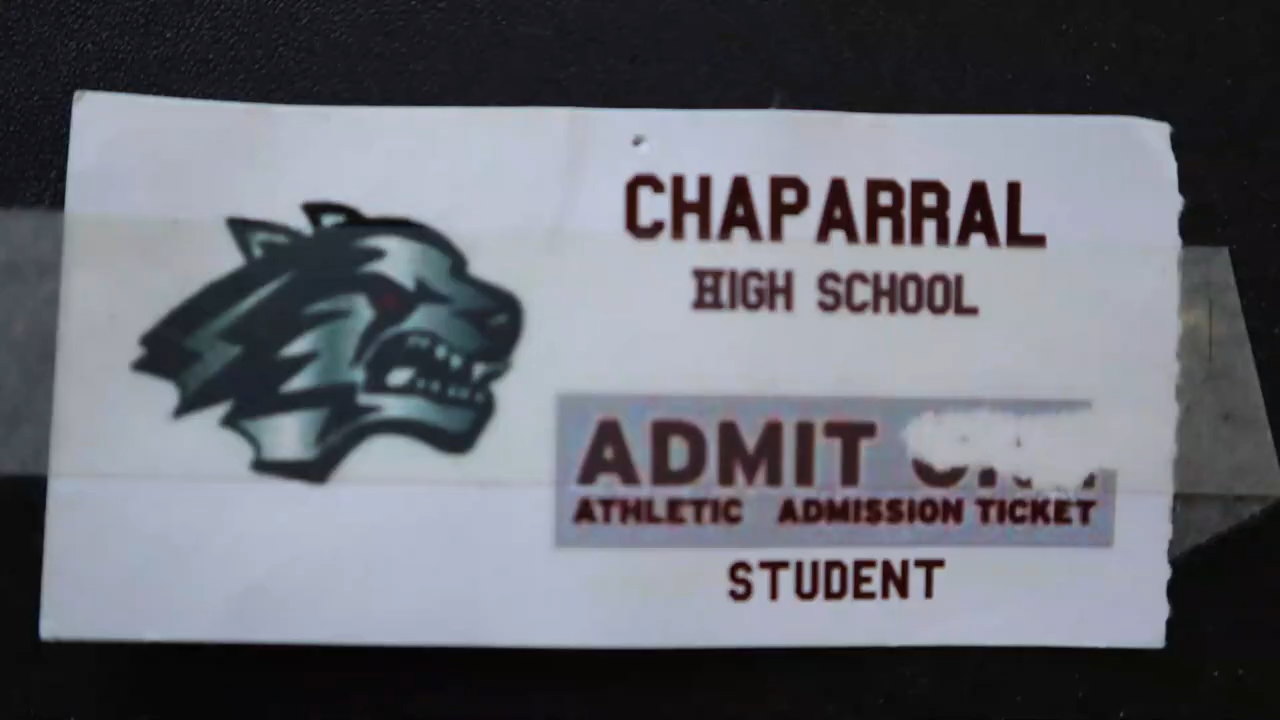 CHAPARRAL
HIGH SCHOOL
ADMIT
ATHLETIC ADMISSION TICKET
STUDENT